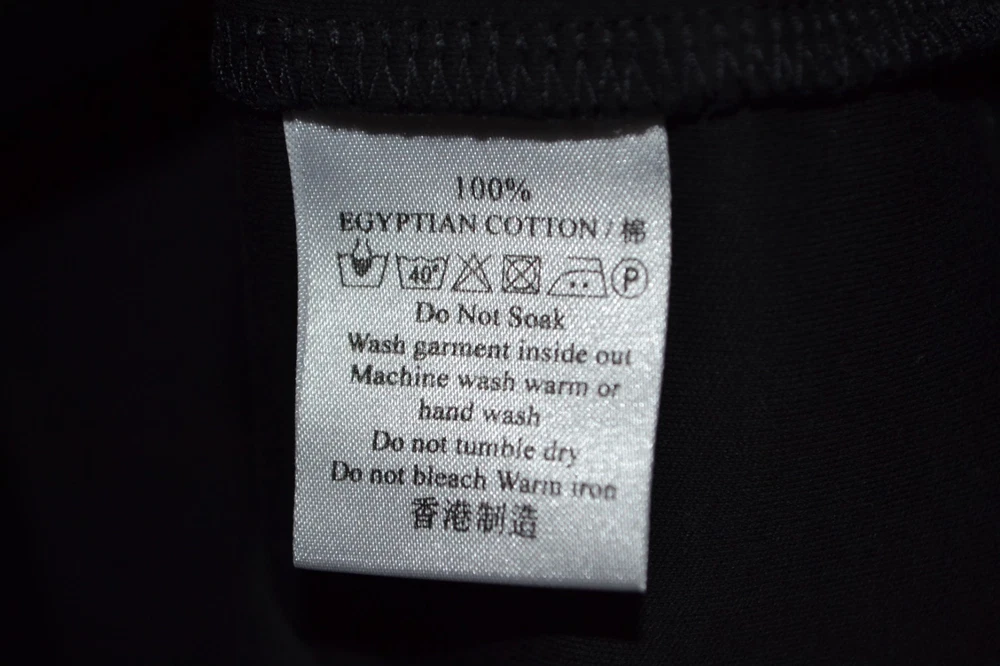 100%
EGYPTIAN COTTON / 棉
40° P
Do Not Soak
Wash garment inside out
Machine wash warm or
hand wash
Do not tumble dry
Do not bleach Warm iron
香港制造